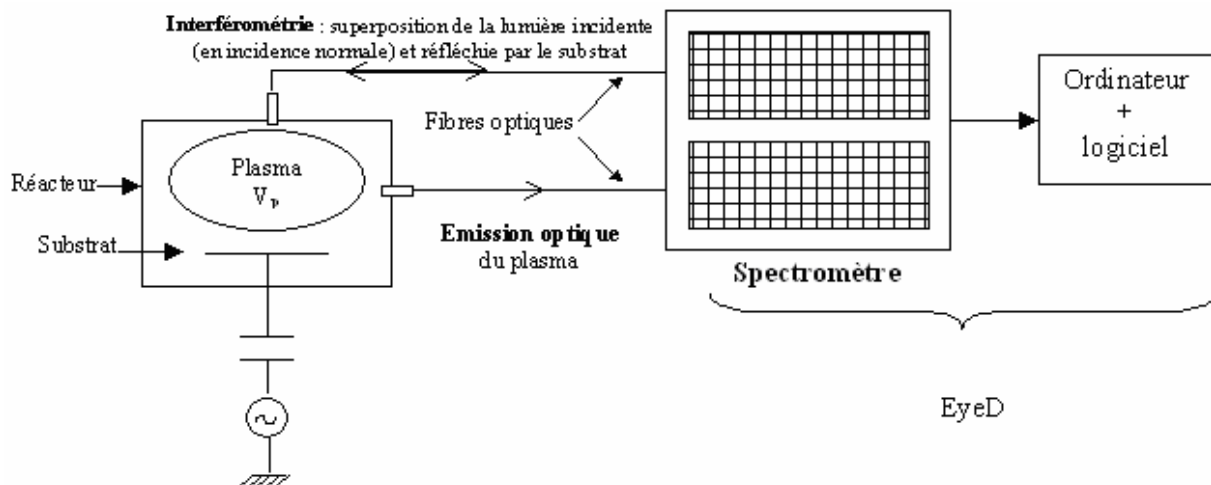 Interférométrie : superposition de la lumière incidente
(en incidence normale) et réfléchie par le substrat
Fibres optiques
Ordinateur
+
logiciel
Plasma
Vp
Réacteur
Substrat
Emission optique
du plasma
Spectromètre
EyeD